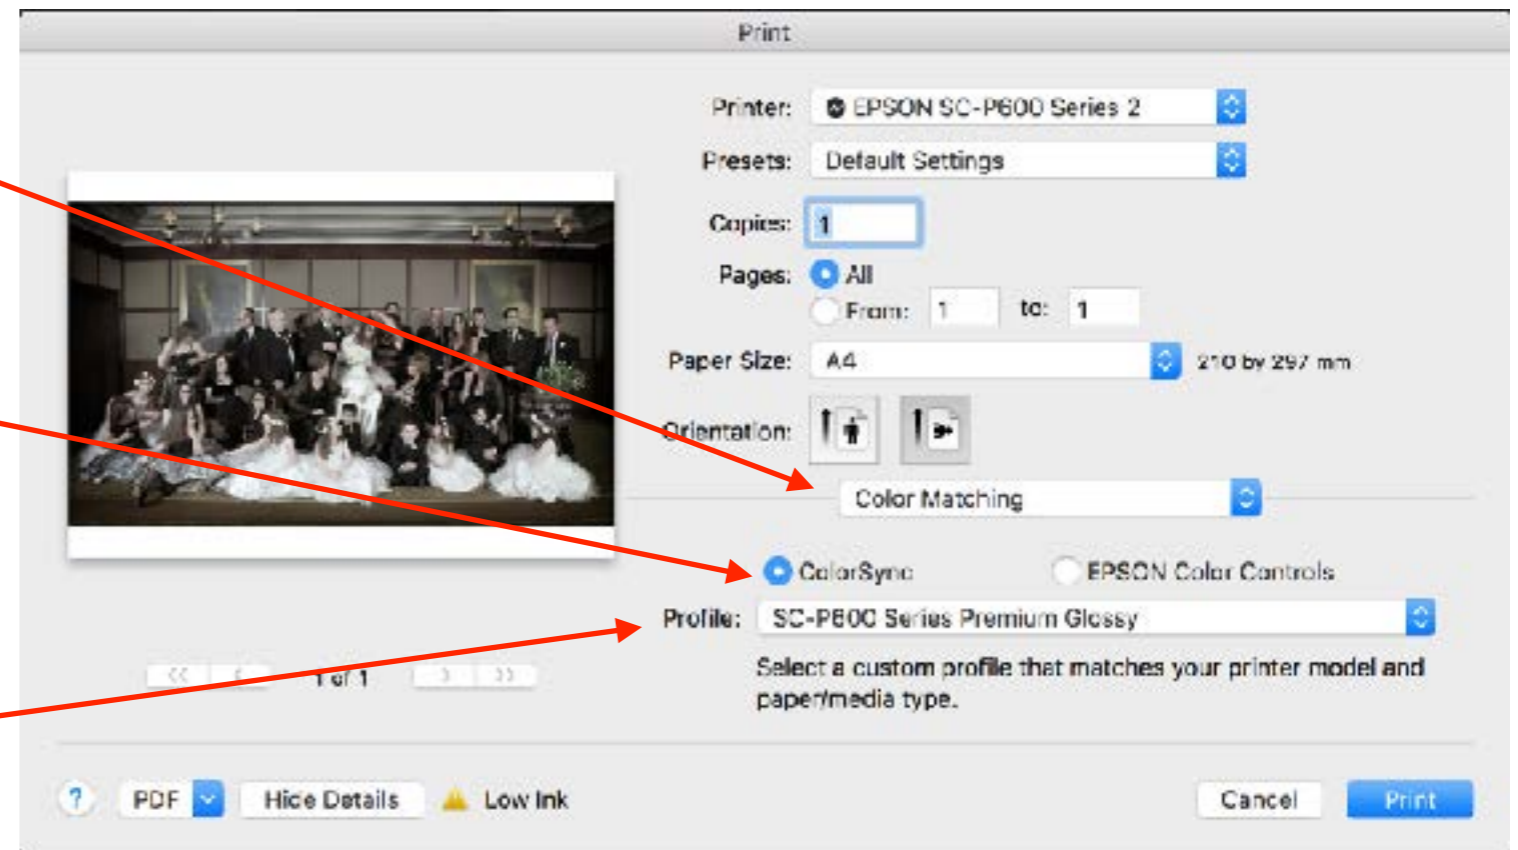 Print
Printer: EPSON SC-P600 Series 2
Presets: Default Settings
Copies: 1
Pages: All
From: 1 to: 1
Paper Size: A4 210 by 297 mm
Orientation:
Color Matching
ColorSync EPSON Color Controls
Profile: SC-P600 Series Premium Glossy
Select a custom profile that matches your printer model and
paper/media type.
<< < 1 of 1 > >>
? PDF Hide Details Low Ink Cancel Print